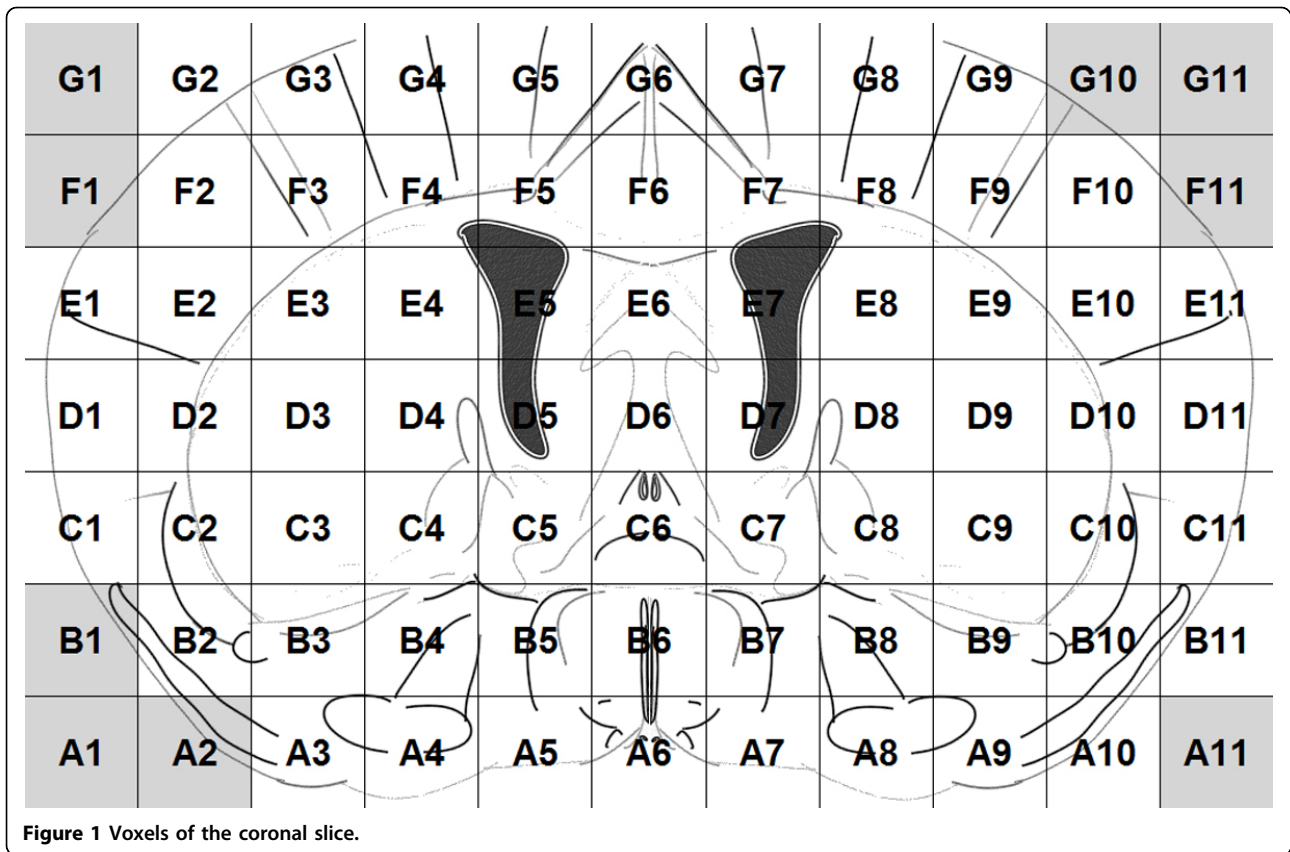 G1 G2 G3 G4 G5 G6 G7 G8 G9 G10 G11
F1 F2 F3 F4 F5 F6 F7 F8 F9 F10 F11
E1 E2 E3 E4 E5 E6 E7 E8 E9 E10 E11
D1 D2 D3 D4 D5 D6 D7 D8 D9 D10 D11
C1 C2 C3 C4 C5 C6 C7 C8 C9 C10 C11
B1 B2 B3 B4 B5 B6 B7 B8 B9 B10 B11
A1 A2 A3 A4 A5 A6 A7 A8 A9 A10 A11
Figure 1 Voxels of the coronal slice.